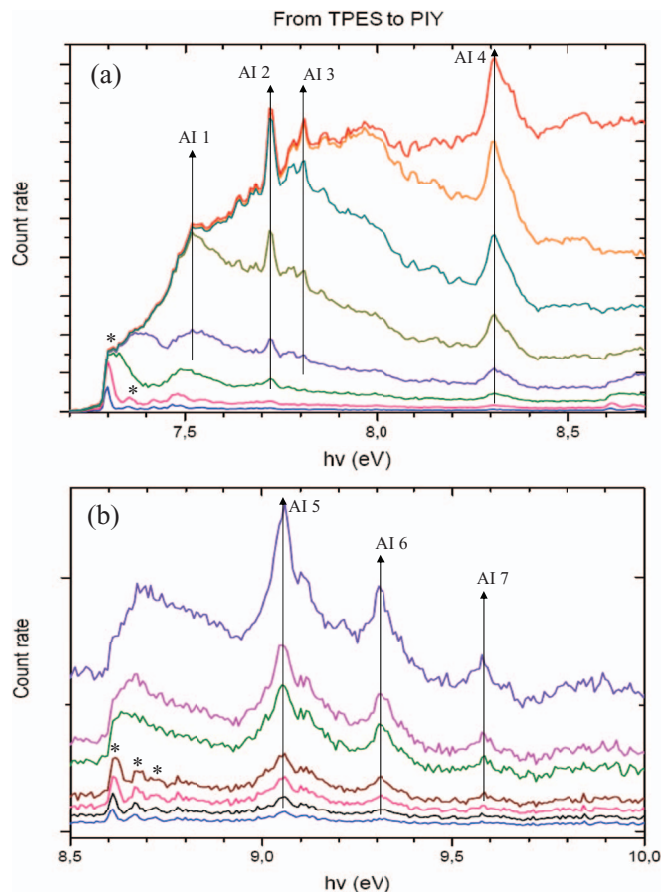 From TPES to PIY
(a)
AI 1
AI 2
AI 3
AI 4
*
*
Count rate
7,5
8,0
8,5
hν (eV)
(b)
AI 5
AI 6
AI 7
*
*
*
Count rate
8,5
9,0
9,5
10,0
hν (eV)